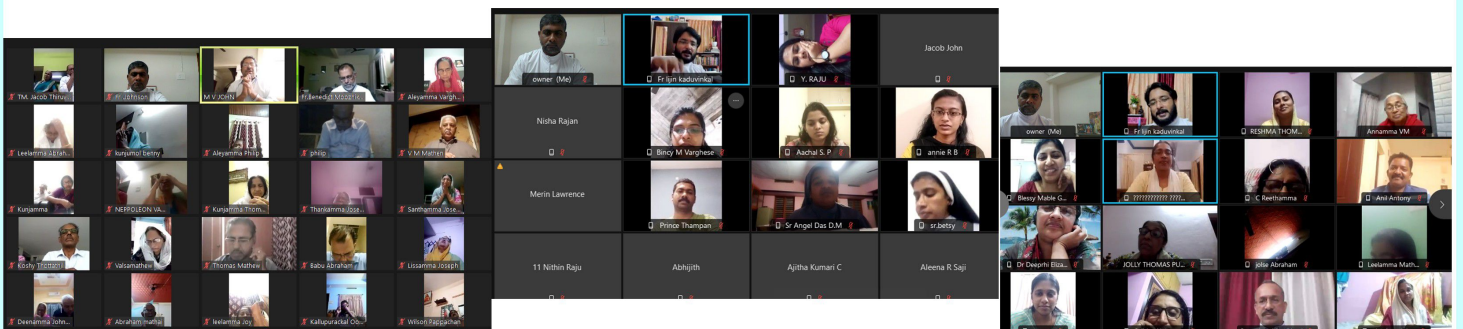 TM. Jacob Thiruv...
Fr. Johnson
M V JOHN
Fr.Benedict Moozhik...
Aleyamma Vargh...
Leelamma Abrah...
kunjumol benny
Aleyamma Philip
philip
V M Mathen
Kunjamma
NEPPOLEON VA...
Kunjamma Thom...
Thankamma Jose...
Santhamma Jose...
Koshy Thottathil
Valsamathew
Thomas Mathew
Babu Abraham
Lissamma Joseph
Deenamma John...
Abraham mathai
leelamma Joy
Kallupurackal Oo...
Wilson Pappachan
owner (Me)
Fr lijin kaduvinkal
Y. RAJU
Jacob John
Nisha Rajan
Bincy M Varghese
Aachal S. P
annie R B
Merin Lawrence
Prince Thampan
Sr Angel Das D.M
sr.betsy
11 Nithin Raju
Abhijith
Ajitha Kumari C
Aleena R Saji
owner (Me)
Fr lijin kaduvinkal
RESHMA THOM...
Annamma VM
Blessy Mable G...
???????????? ????...
C Reethamma
Anil Antony
Dr Deeprhi Eliza...
JOLLY THOMAS PU...
jolse Abraham
Leelamma Math...